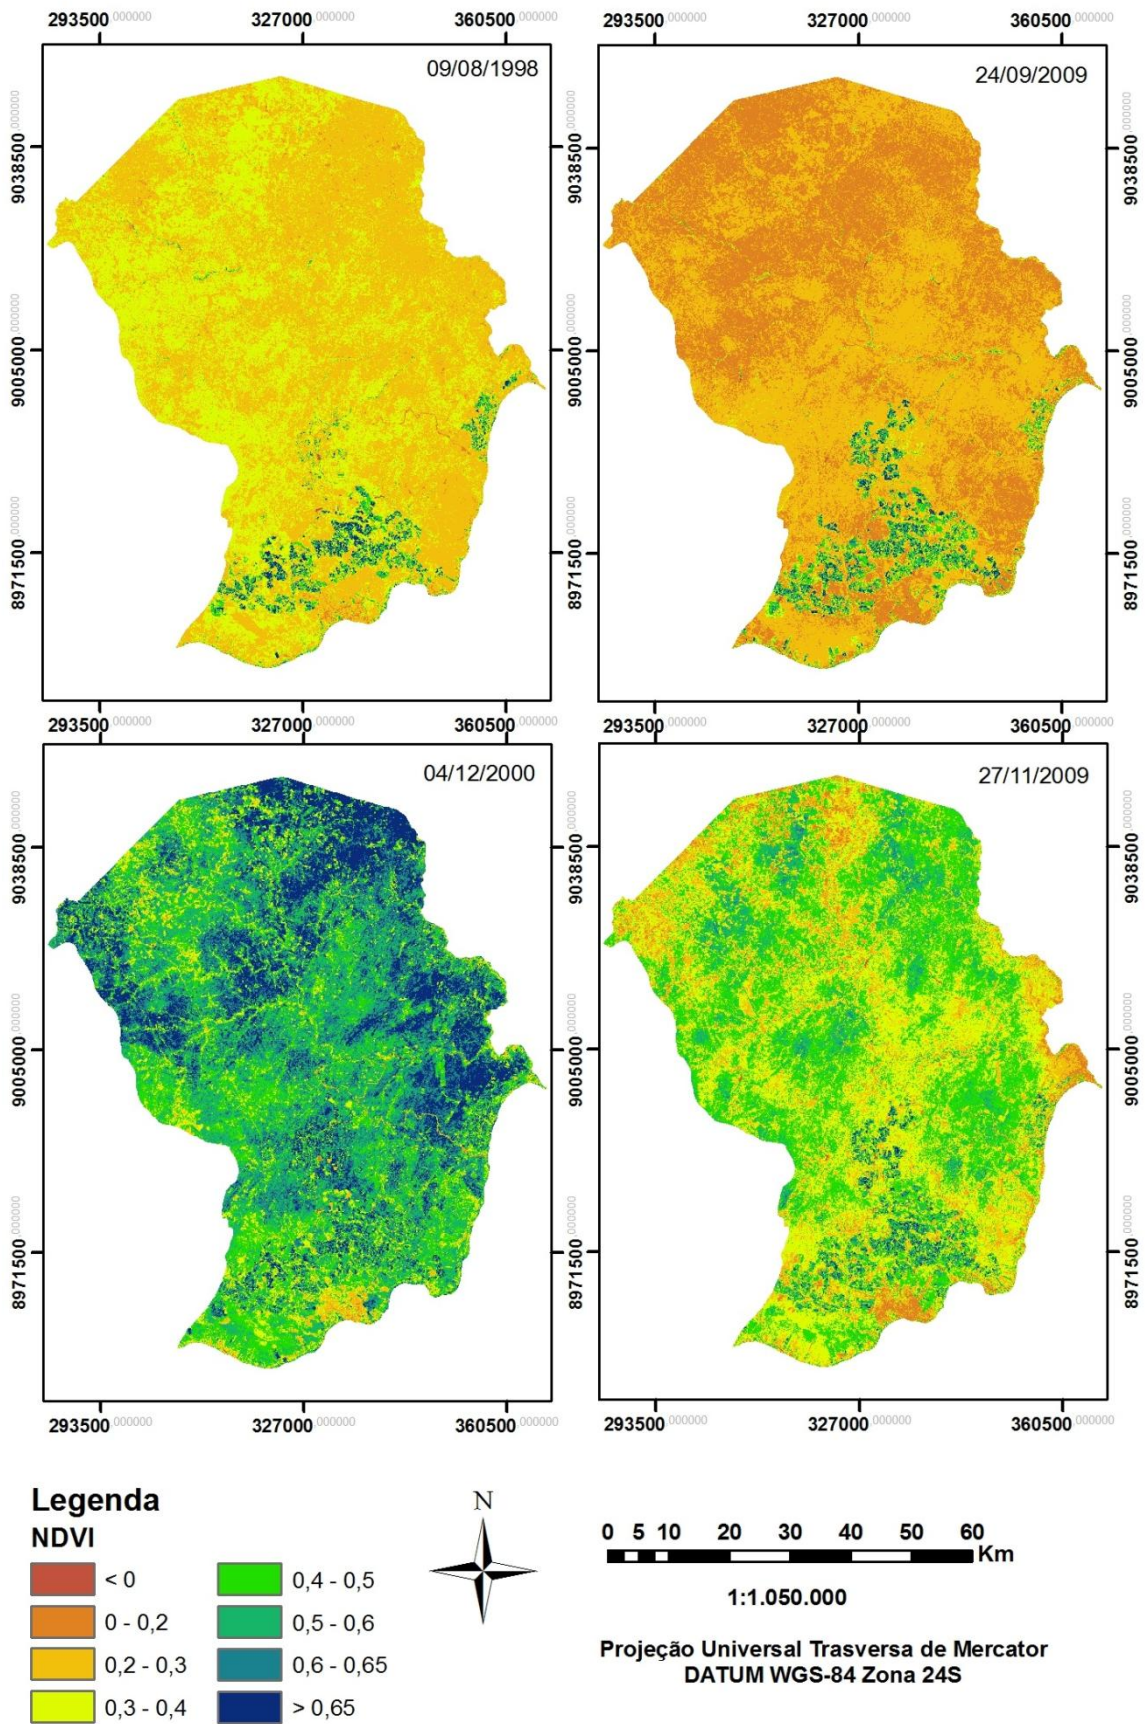 293500,000000 327000,000000 360500,000000 293500,000000 327000,000000 360500,000000
09/08/1998
24/09/2009
9038500,000000
9005000,000000
8971500,000000
9038500,000000
9005000,000000
8971500,000000
293500,000000 327000,000000 360500,000000 293500,000000 327000,000000 360500,000000
04/12/2000
27/11/2009
9038500,000000
9005000,000000
8971500,000000
9038500,000000
9005000,000000
8971500,000000
293500,000000 327000,000000 360500,000000 293500,000000 327000,000000 360500,000000
Legenda
NDVI
< 0
0 - 0,2
0,2 - 0,3
0,3 - 0,4
0,4 - 0,5
0,5 - 0,6
0,6 - 0,65
> 0,65
N
0 5 10 20 30 40 50 60
Km
1:1.050.000
Projeção Universal Trasversa de Mercator
DATUM WGS-84 Zona 24S